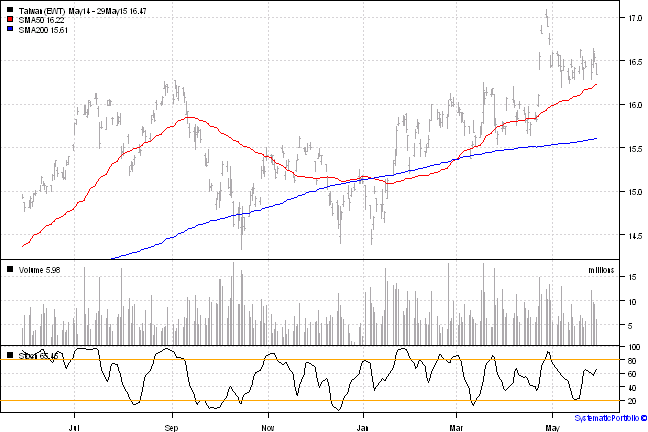 Taiwan (EWT) May14 - 29May15 16.47
SMA50 16.22
SMA200 15.61
17.0
16.5
16.0
15.5
15.0
14.5
Volume 5.98
millions
15
10
5
65.45
100
80
60
40
20
Jul
Sep
Nov
Jan
Mar
May
SystematicPortfolio ©